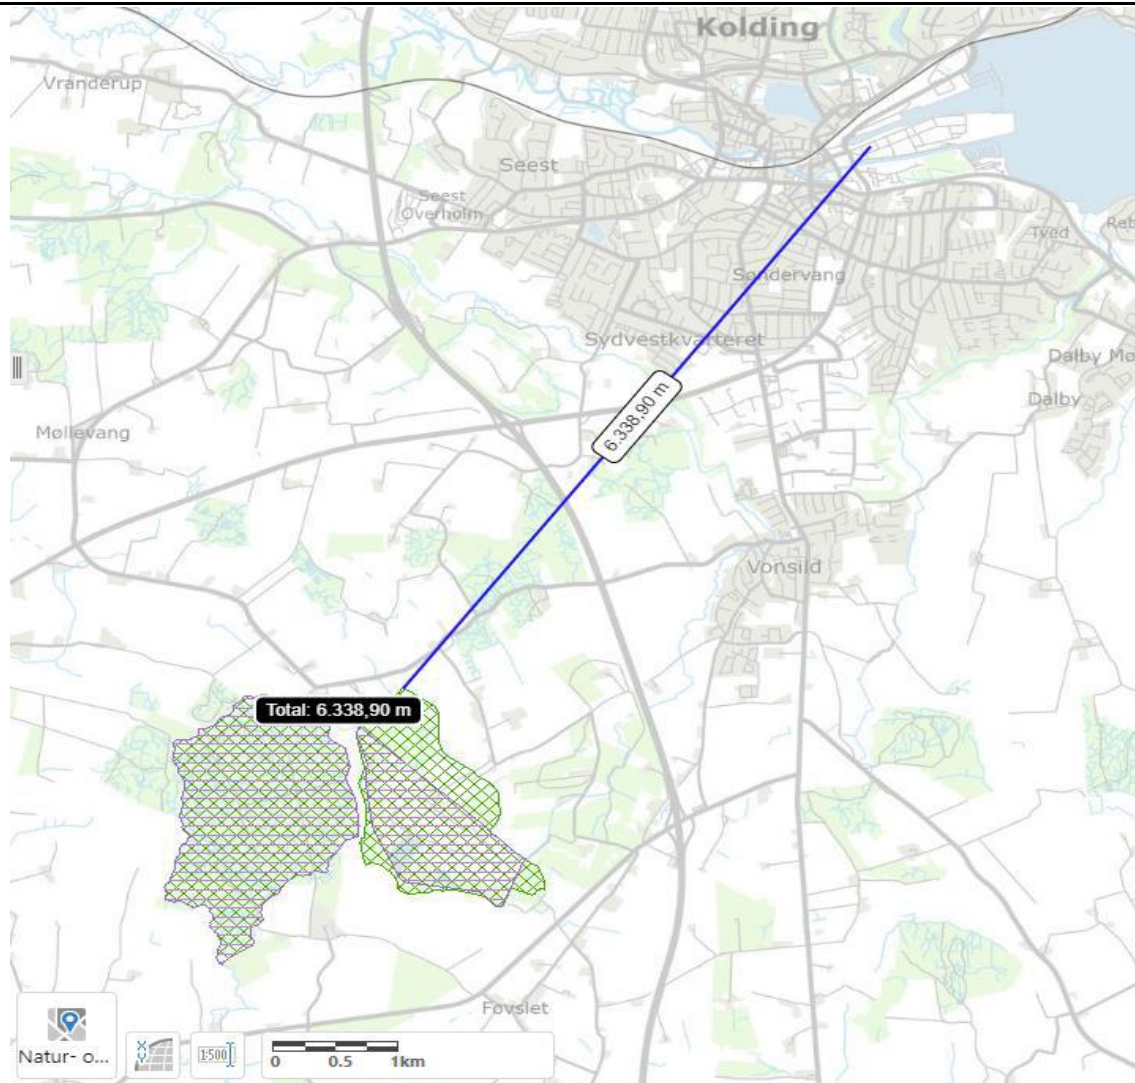 Kolding
Vranderup
Seest
Seest
Overholm
Tved
Søndervang
Sydvestkvarteret
Dalby
Møllevang
6.338,90 m
Vonsild
Total: 6.338,90 m
Fovslet
Natur- o...
X
Y
1:500
0 0.5 1km